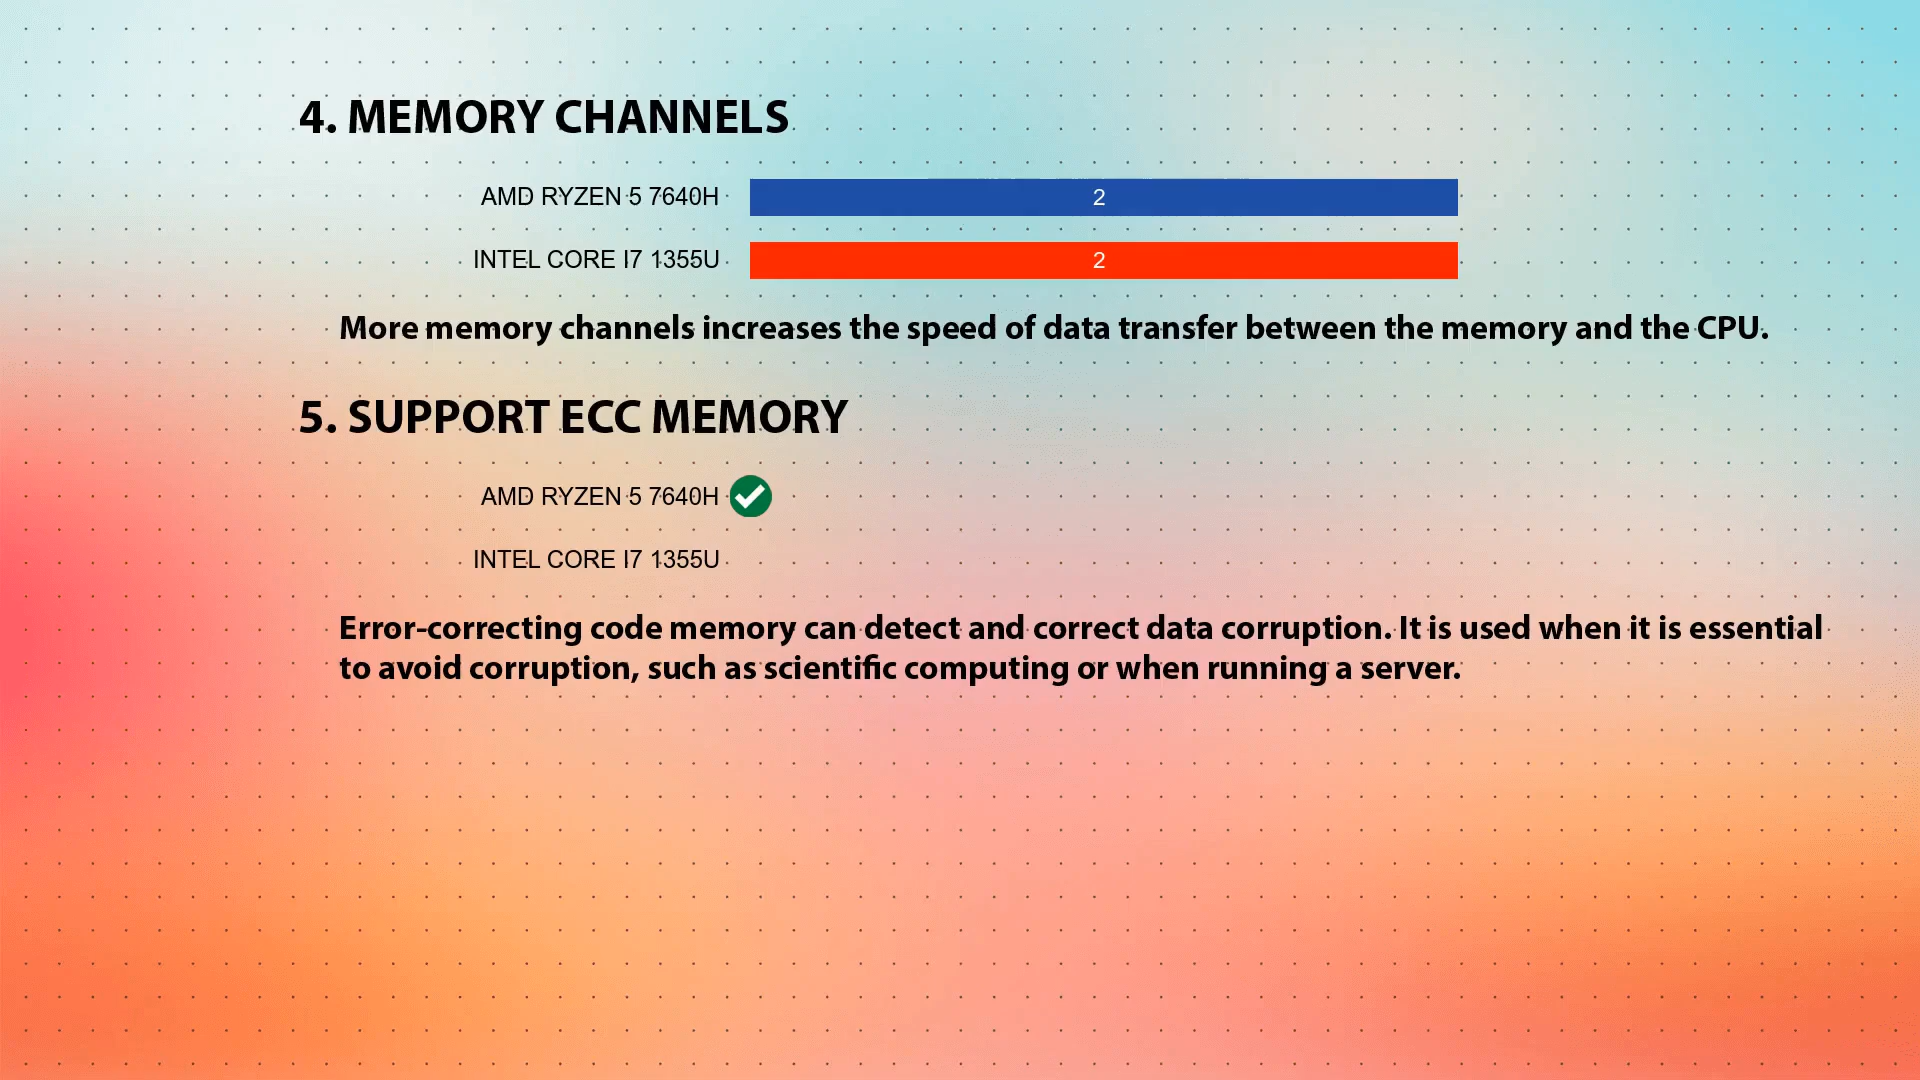 4. MEMORY CHANNELS
AMD RYZEN 5 7640H 2
INTEL CORE I7 1355U 2
More memory channels increases the speed of data transfer between the memory and the CPU.
5. SUPPORT ECC MEMORY
AMD RYZEN 5 7640H
INTEL CORE I7 1355U
Error-correcting code memory can detect and correct data corruption. It is used when it is essential
to avoid corruption, such as scientific computing or when running a server.